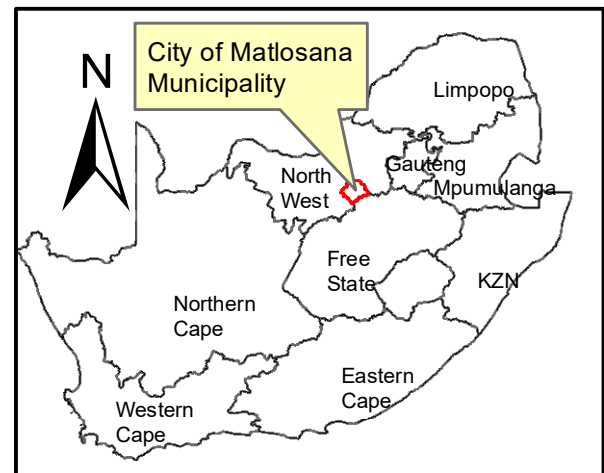 City of Matlosana
Municipality
N
Limpopo
Gauteng
Mpumulanga
North
West
Free
State
KZN
Northern
Cape
Eastern
Cape
Western
Cape